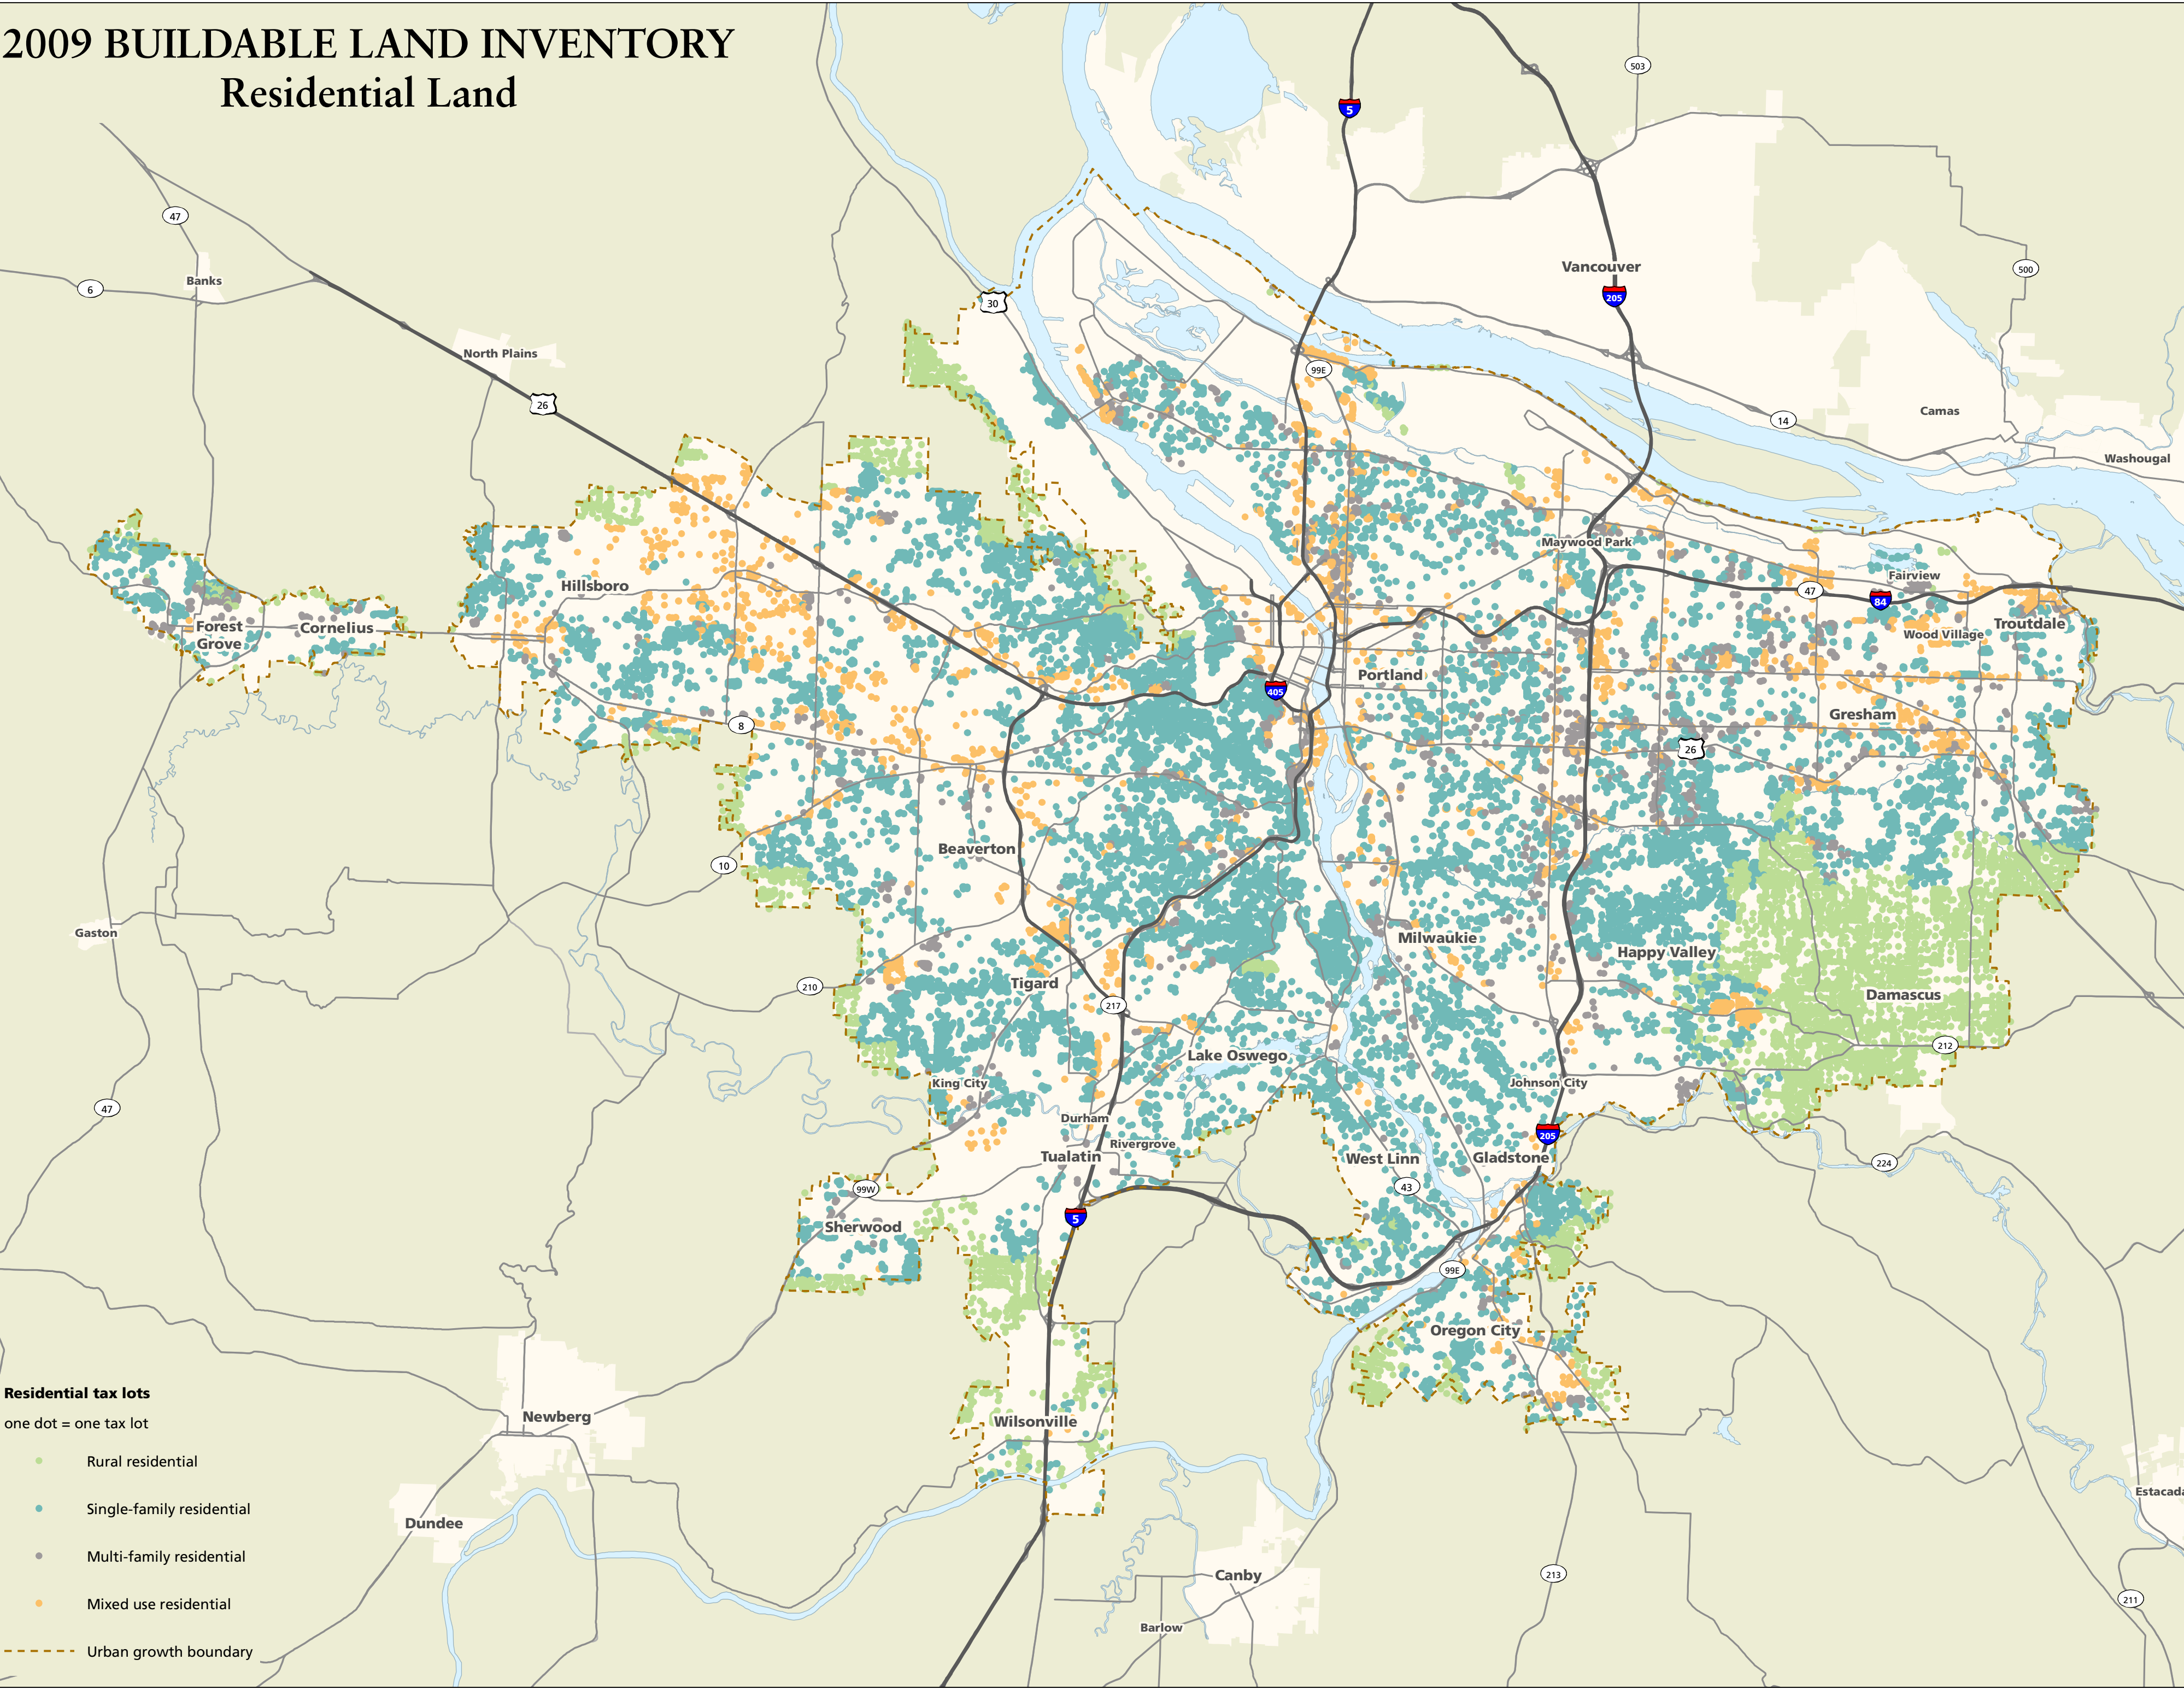 2009 BUILDABLE LAND INVENTORY
Residential Land
503
5
47
Banks
6
Vancouver
205
500
30
North Plains
99E
26
Camas
14
Washougal
Maywood Park
Hillsboro
Fairview
47
84
Forest
Grove
Cornelius
Troutdale
Wood Village
Portland
405
Gresham
8
26
Beaverton
10
Gaston
Milwaukie
Happy Valley
Tigard
210
217
Damascus
212
Lake Oswego
King City
Johnson City
47
Durham
205
Rivergrove
Tualatin
West Linn
Gladstone
224
99W
43
5
Sherwood
99E
Oregon City
Newberg
Wilsonville
Estacada
Dundee
Canby
213
211
Barlow
Residential tax lots
one dot = one tax lot
Rural residential
Single-family residential
Multi-family residential
Mixed use residential
Urban growth boundary